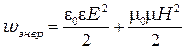 w_энер = ε₀εE²/2 + μ₀μH²/2